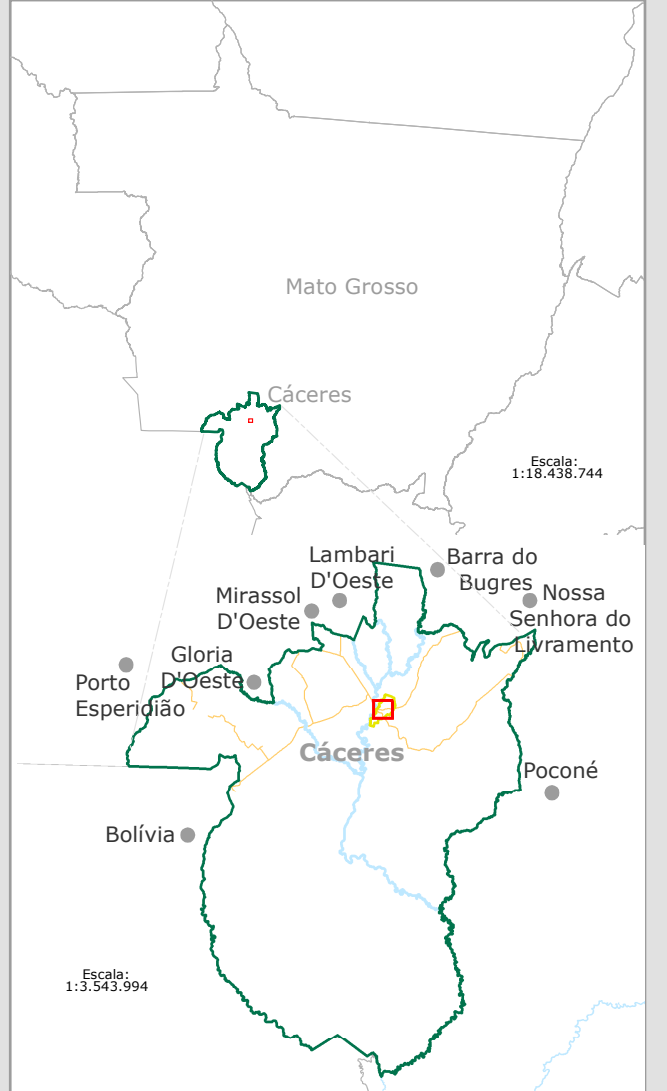 Mato Grosso
Cáceres
Escala:
1:18.438.744
Lambari
D'Oeste
Barra do
Bugres
Mirassol
D'Oeste
Nossa
Senhora do
Livramento
Gloria
D'Oeste
Porto
Esperidião
Cáceres
Poconé
Bolívia
Escala:
1:3.543.994